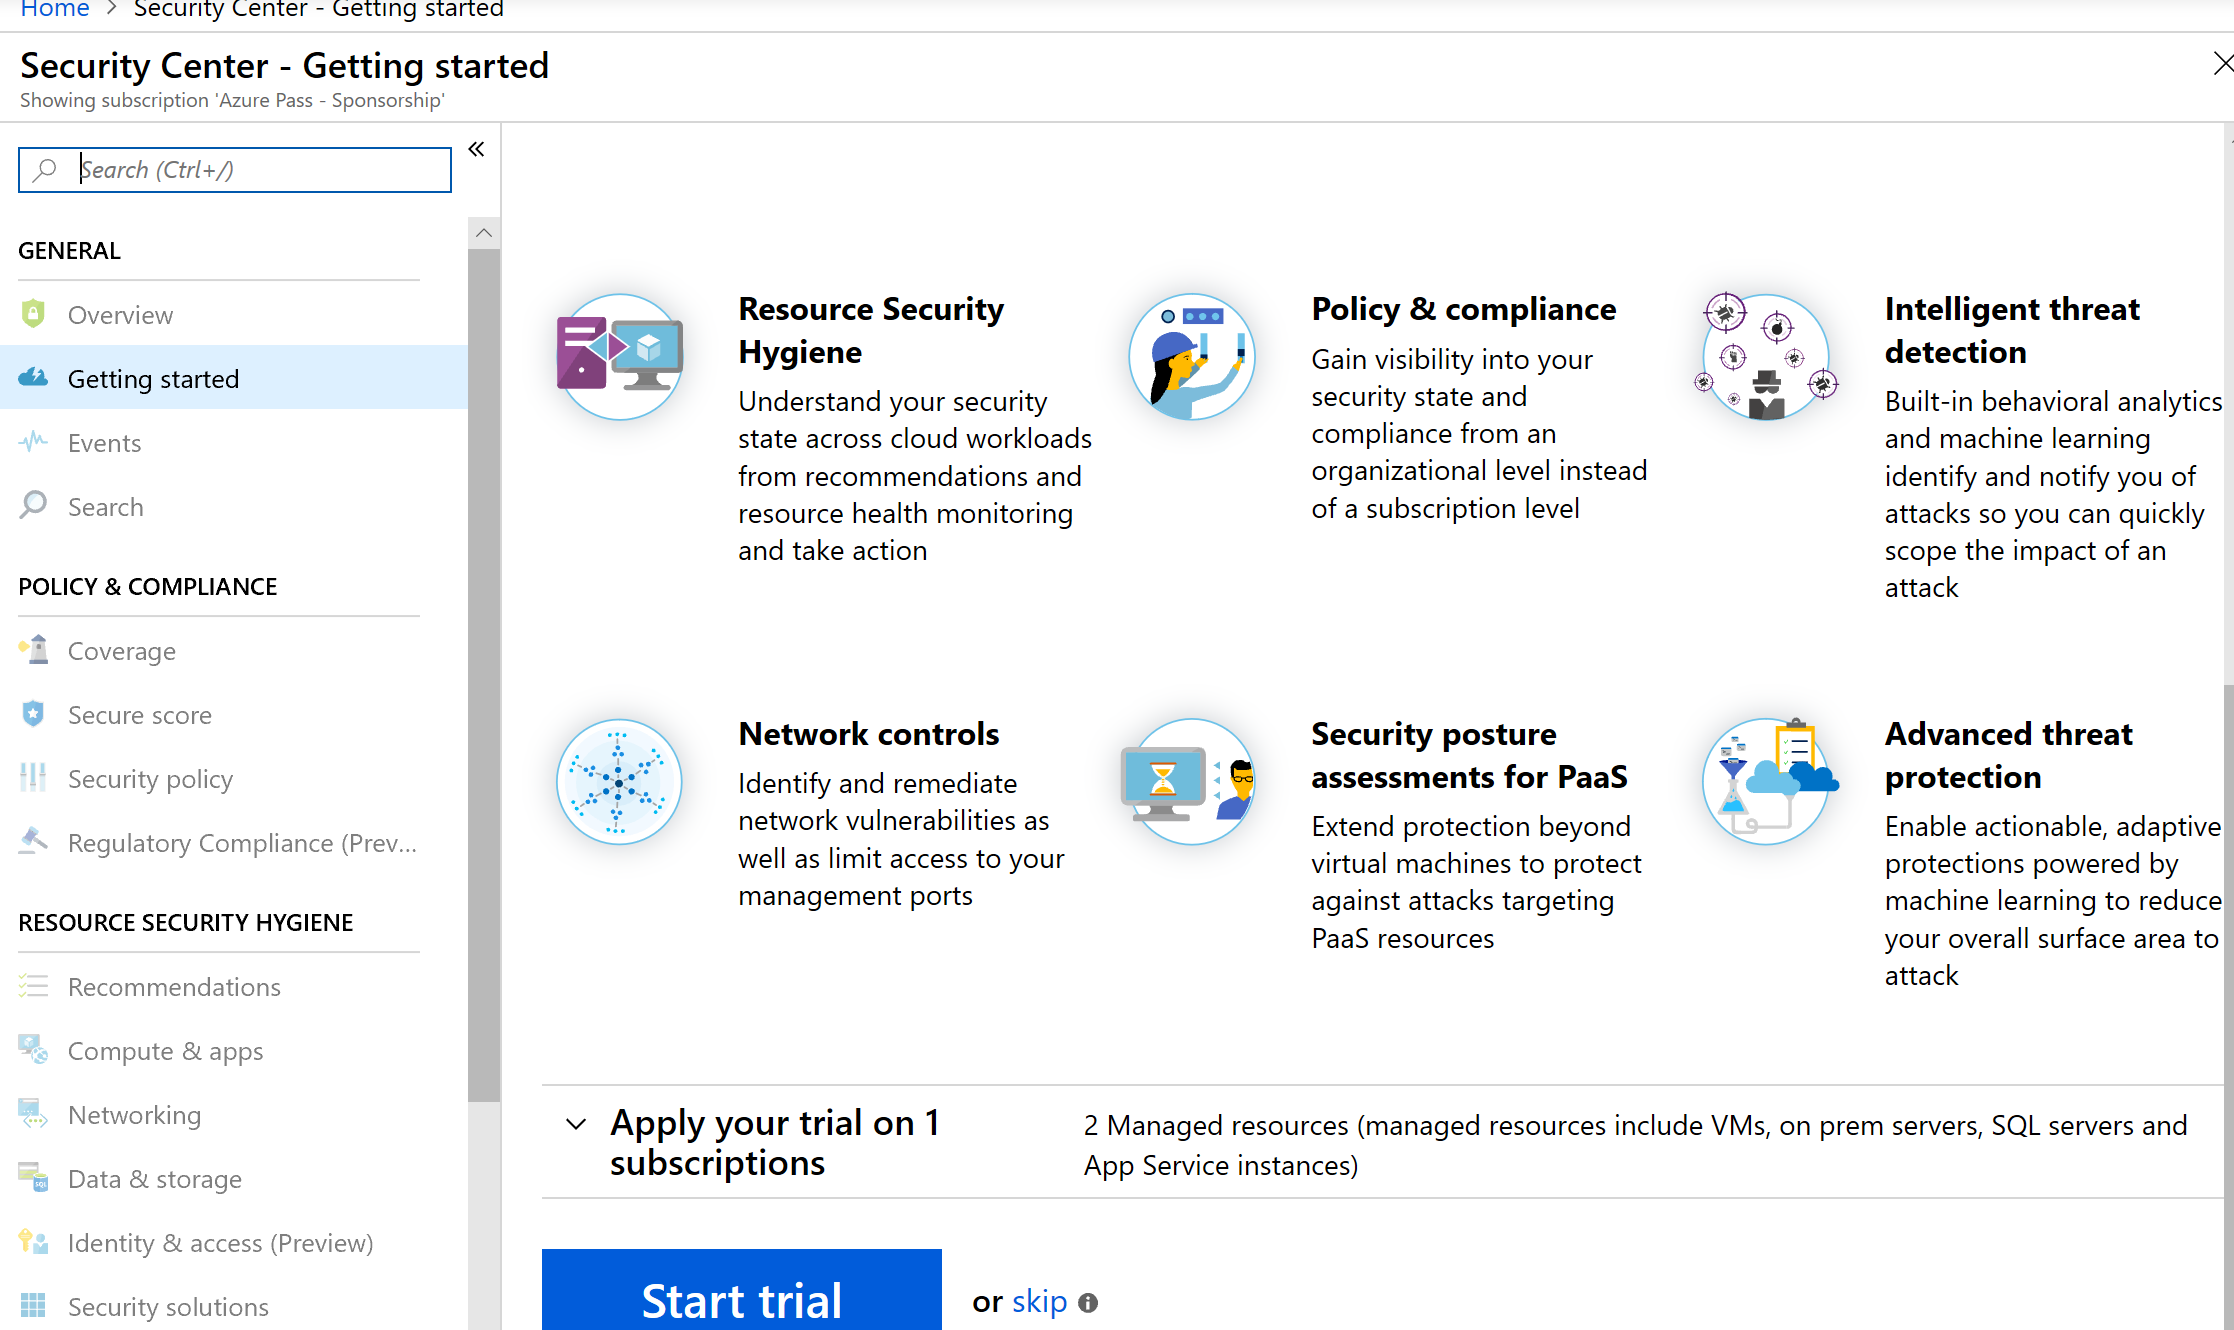 Home > Security Center - Getting started
Security Center - Getting started
Showing subscription 'Azure Pass - Sponsorship'
Search (Ctrl+/)
GENERAL
Overview
Getting started
Events
Search
POLICY & COMPLIANCE
Coverage
Secure score
Security policy
Regulatory Compliance (Prev...
RESOURCE SECURITY HYGIENE
Recommendations
Compute & apps
Networking
Data & storage
Identity & access (Preview)
Security solutions
Resource Security
Hygiene
Understand your security
state across cloud workloads
from recommendations and
resource health monitoring
and take action
Policy & compliance
Gain visibility into your
security state and
compliance from an
organizational level instead
of a subscription level
Intelligent threat
detection
Built-in behavioral analytics
and machine learning
identify and notify you of
attacks so you can quickly
scope the impact of an
attack
Network controls
Identify and remediate
network vulnerabilities as
well as limit access to your
management ports
Security posture
assessments for PaaS
Extend protection beyond
virtual machines to protect
against attacks targeting
PaaS resources
Advanced threat
protection
Enable actionable, adaptive
protections powered by
machine learning to reduce
your overall surface area to
attack
Apply your trial on 1
subscriptions
2 Managed resources (managed resources include VMs, on prem servers, SQL servers and
App Service instances)
Start trial
or skip